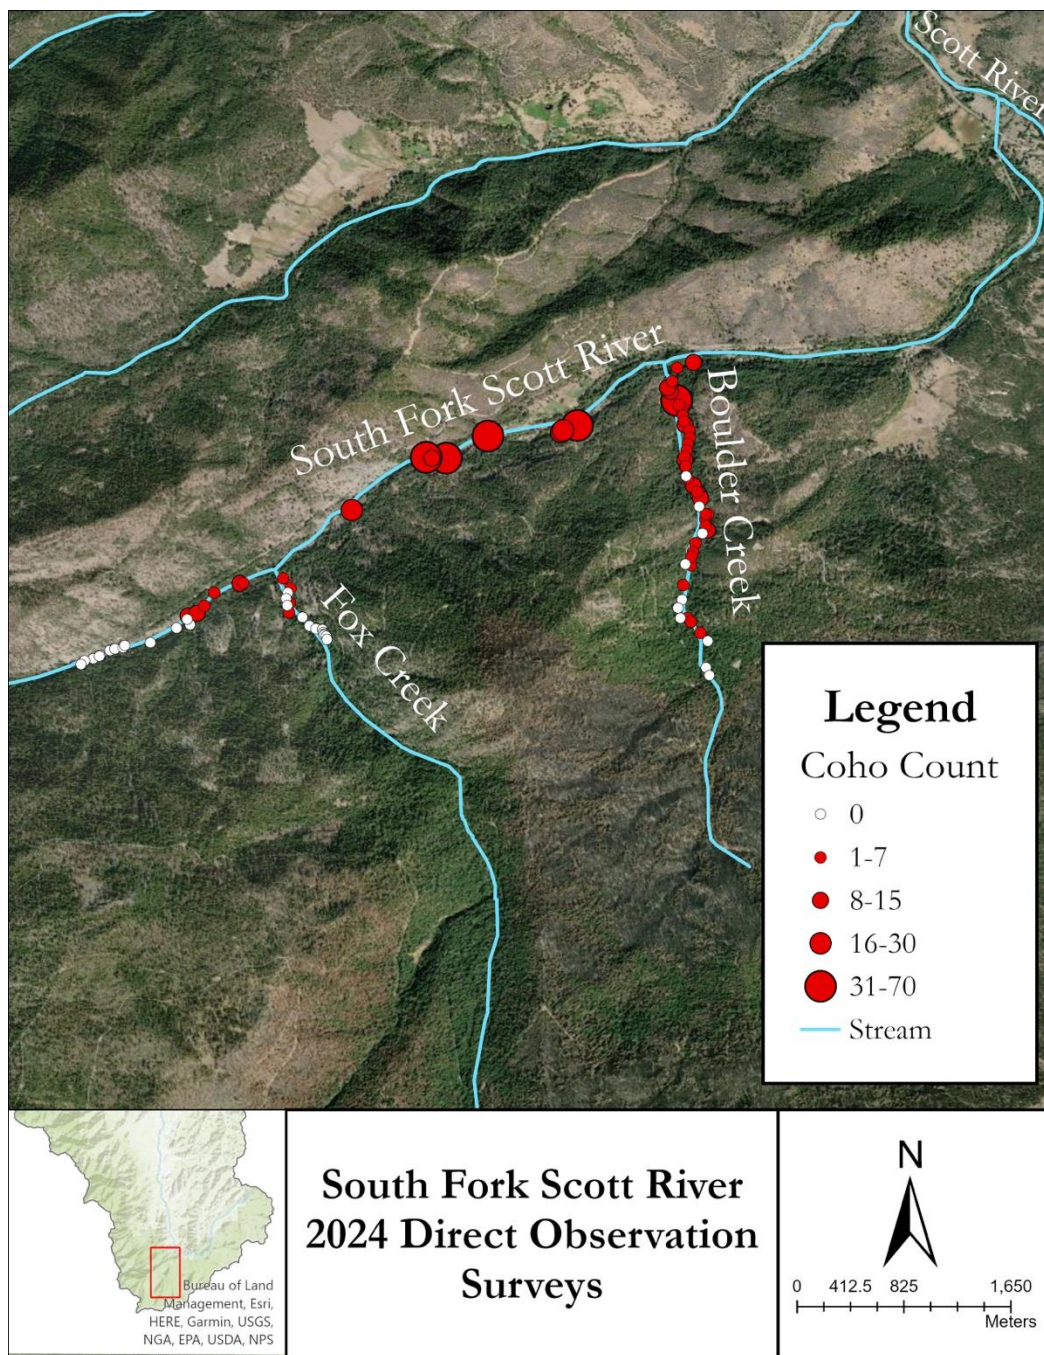 Scott River
South Fork Scott River
Boulder Creek
Fox Creek
Legend
Coho Count
0
1-7
8-15
16-30
31-70
Stream
Bureau of Land
Management, Esri,
HERE, Garmin, USGS,
NGA, EPA, USDA, NPS
South Fork Scott River
2024 Direct Observation
Surveys
N
0 412.5 825 1,650
Meters